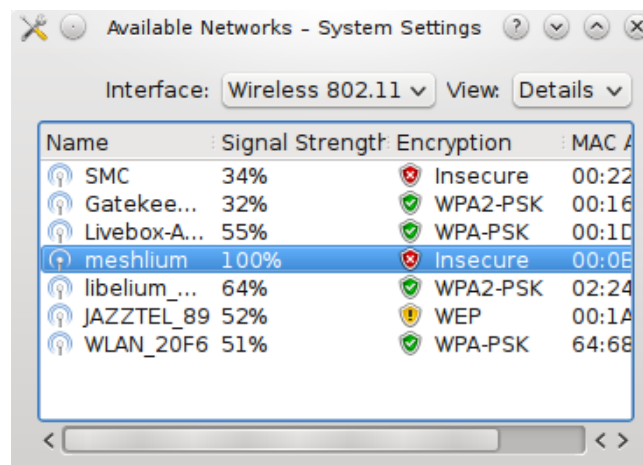 Available Networks – System Settings
Interface: Wireless 802.11 View: Details
Name Signal Strength Encryption MAC A
SMC 34% Insecure 00:22
Gatekee... 32% WPA2-PSK 00:16
Livebox-A... 55% WPA-PSK 00:1D
meshlium 100% Insecure 00:0E
libelium_... 64% WPA2-PSK 02:24
JAZZTEL_89 52% WEP 00:1A
WLAN_20F6 51% WPA-PSK 64:68